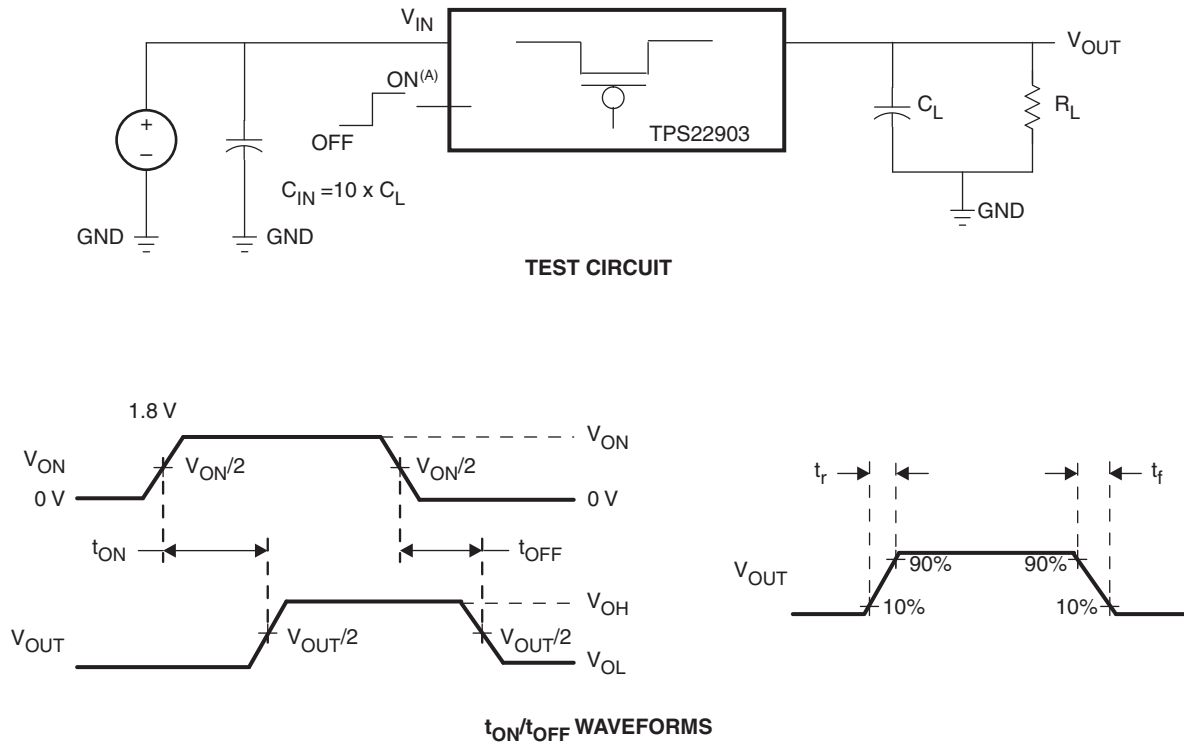 V_IN
V_OUT
ON(A)
OFF
TPS22903
C_L
R_L
+
–
C_IN =10 x C_L
GND
GND
GND
TEST CIRCUIT
1.8 V
V_ON
V_ON
V_ON/2
V_ON/2
0 V
0 V
t_ON
t_OFF
V_OH
V_OUT
V_OUT/2
V_OUT/2
V_OL
t_r
t_f
V_OUT
90%
90%
10%
10%
t_ON/t_OFF WAVEFORMS